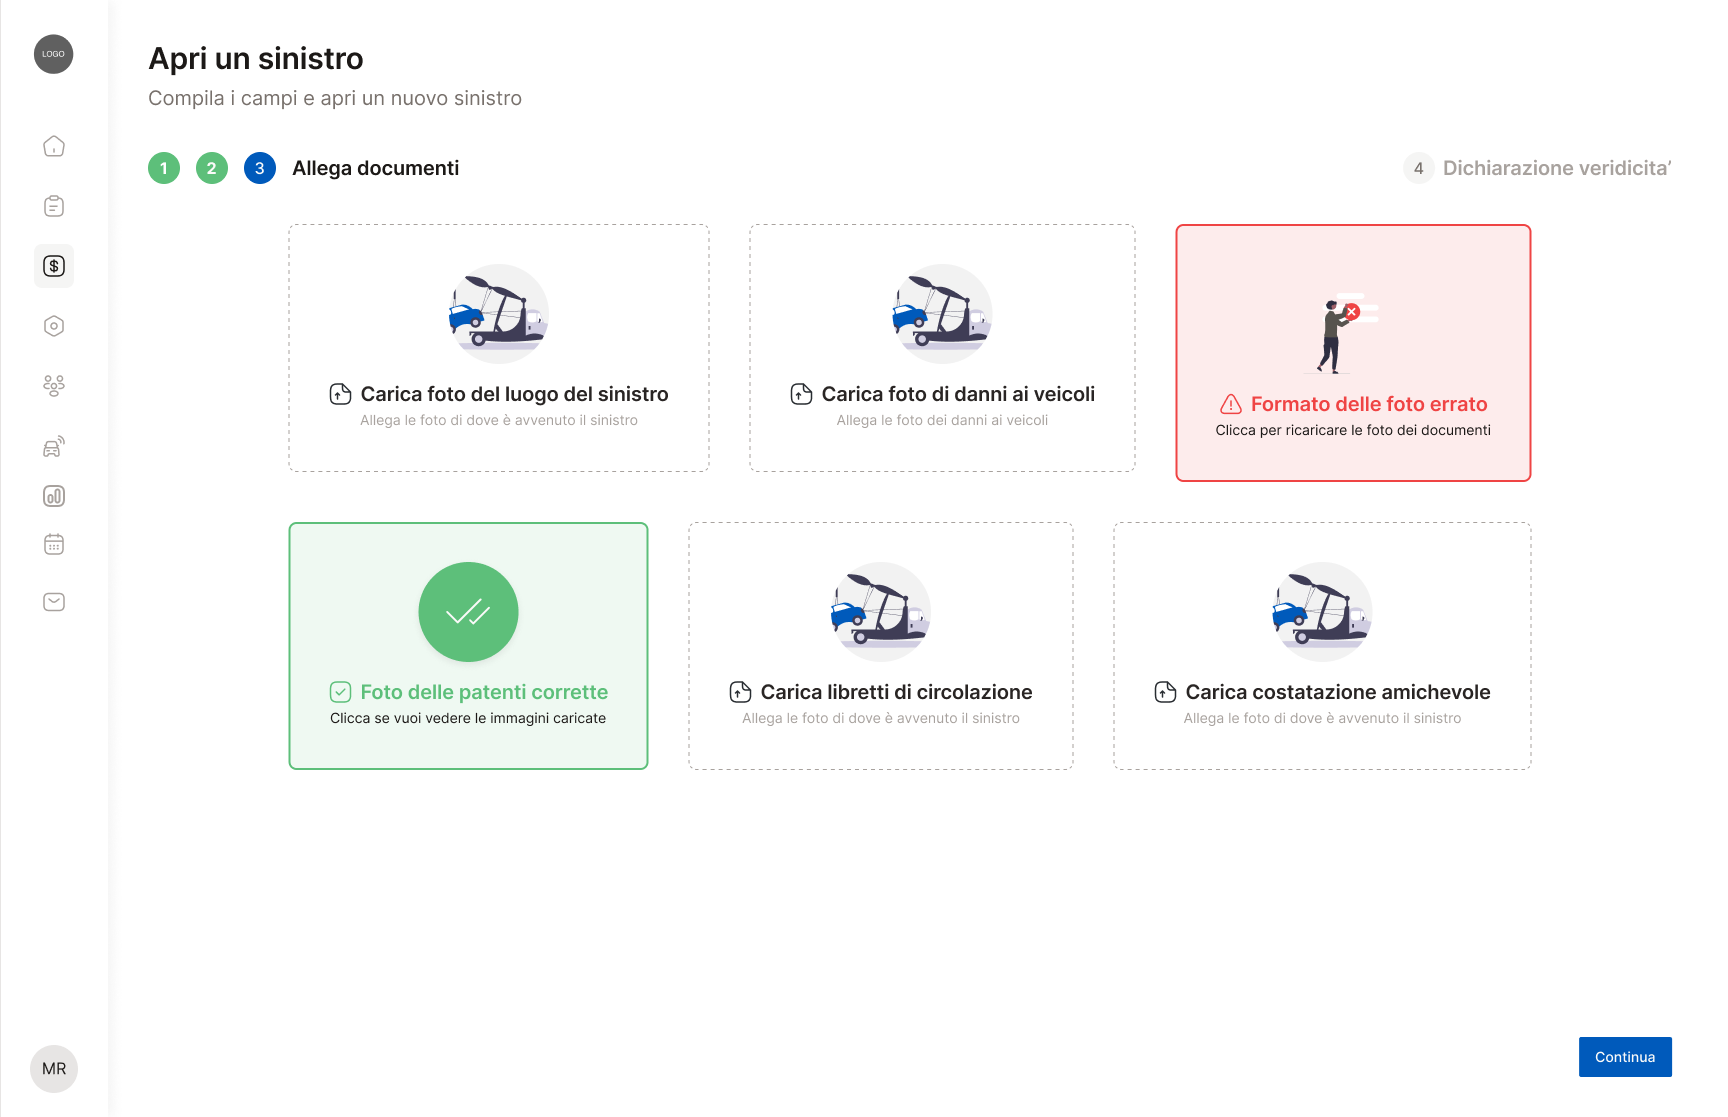 LOGO
Apri un sinistro
Compila i campi e apri un nuovo sinistro
1 2 3 Allega documenti
4 Dichiarazione veridicita’
Carica foto del luogo del sinistro
Allega le foto di dove è avvenuto il sinistro
Carica foto di danni ai veicoli
Allega le foto dei danni ai veicoli
Formato delle foto errato
Clicca per ricaricare le foto dei documenti
Foto delle patenti corrette
Clicca se vuoi vedere le immagini caricate
Carica libretti di circolazione
Allega le foto di dove è avvenuto il sinistro
Carica costatazione amichevole
Allega le foto di dove è avvenuto il sinistro
Continua
MR